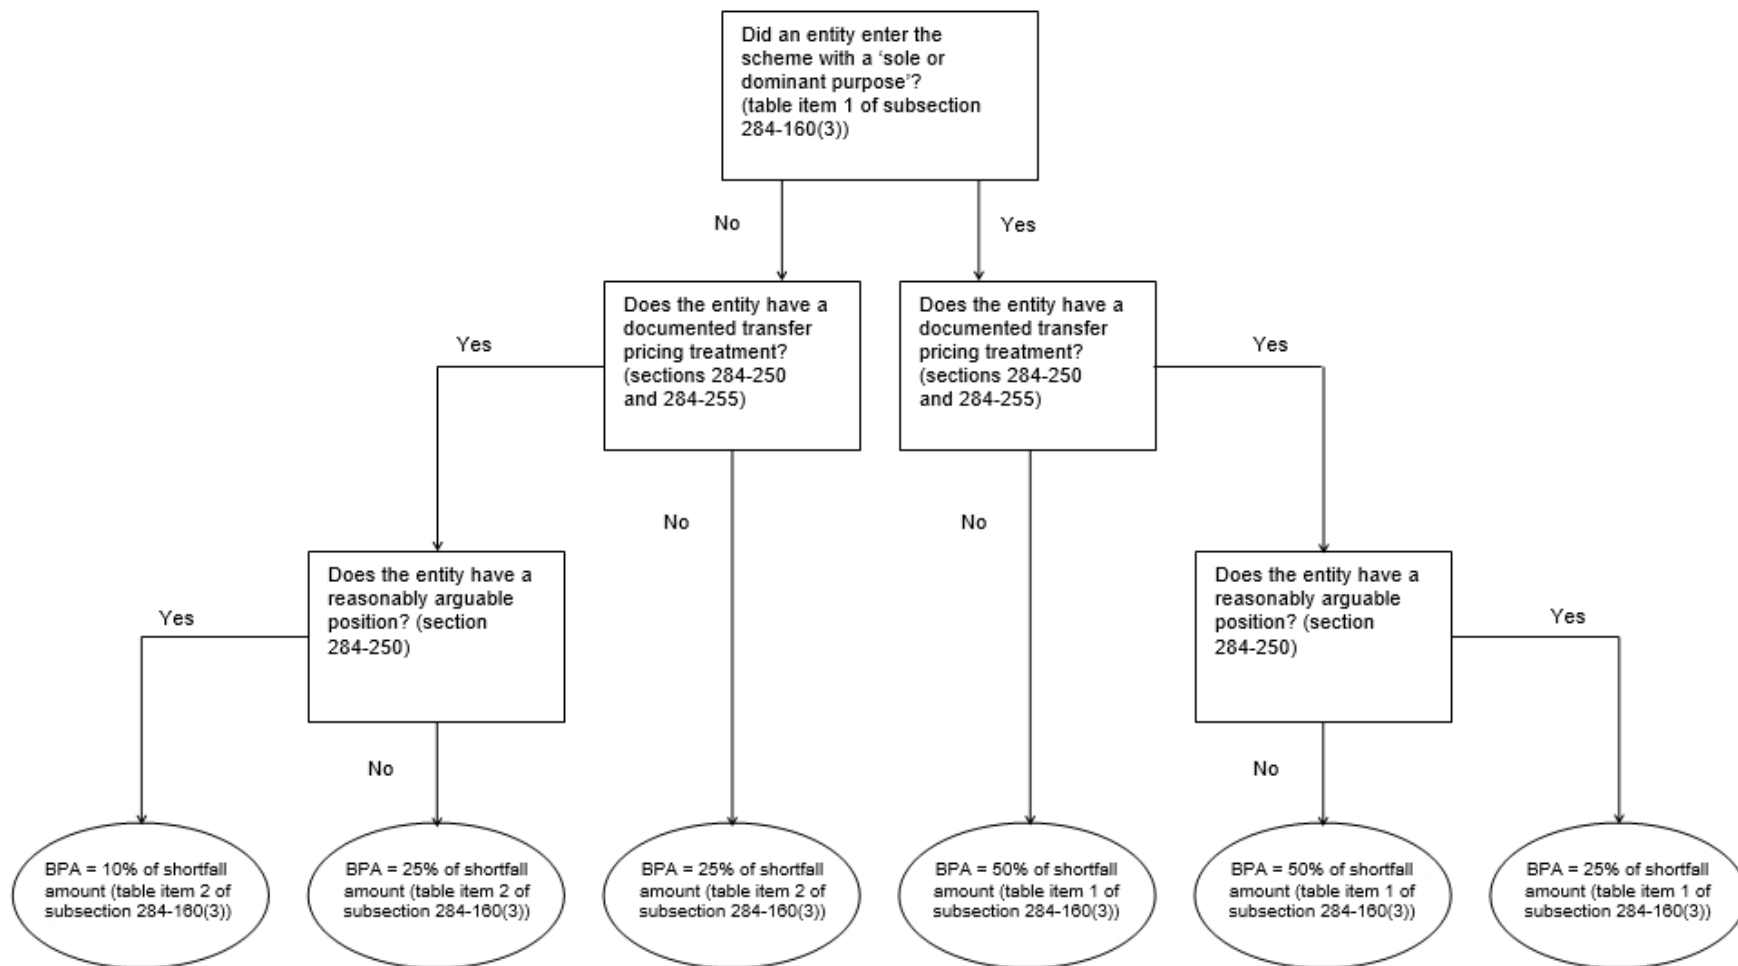 Did an entity enter the
scheme with a ‘sole or
dominant purpose’?
(table item 1 of subsection
284-160(3))
No
Yes
Does the entity have a
documented transfer
pricing treatment?
(sections 284-250
and 284-255)
Does the entity have a
documented transfer
pricing treatment?
(sections 284-250
and 284-255)
Yes
Yes
No
No
Does the entity have a
reasonably arguable
position? (section
284-250)
Does the entity have a
reasonably arguable
position? (section
284-250)
Yes
Yes
No
No
BPA = 10% of shortfall
amount (table item 2 of
subsection 284-160(3))
BPA = 25% of shortfall
amount (table item 2 of
subsection 284-160(3))
BPA = 25% of shortfall
amount (table item 2 of
subsection 284-160(3))
BPA = 50% of shortfall
amount (table item 1 of
subsection 284-160(3))
BPA = 50% of shortfall
amount (table item 1 of
subsection 284-160(3))
BPA = 25% of shortfall
amount (table item 1 of
subsection 284-160(3))